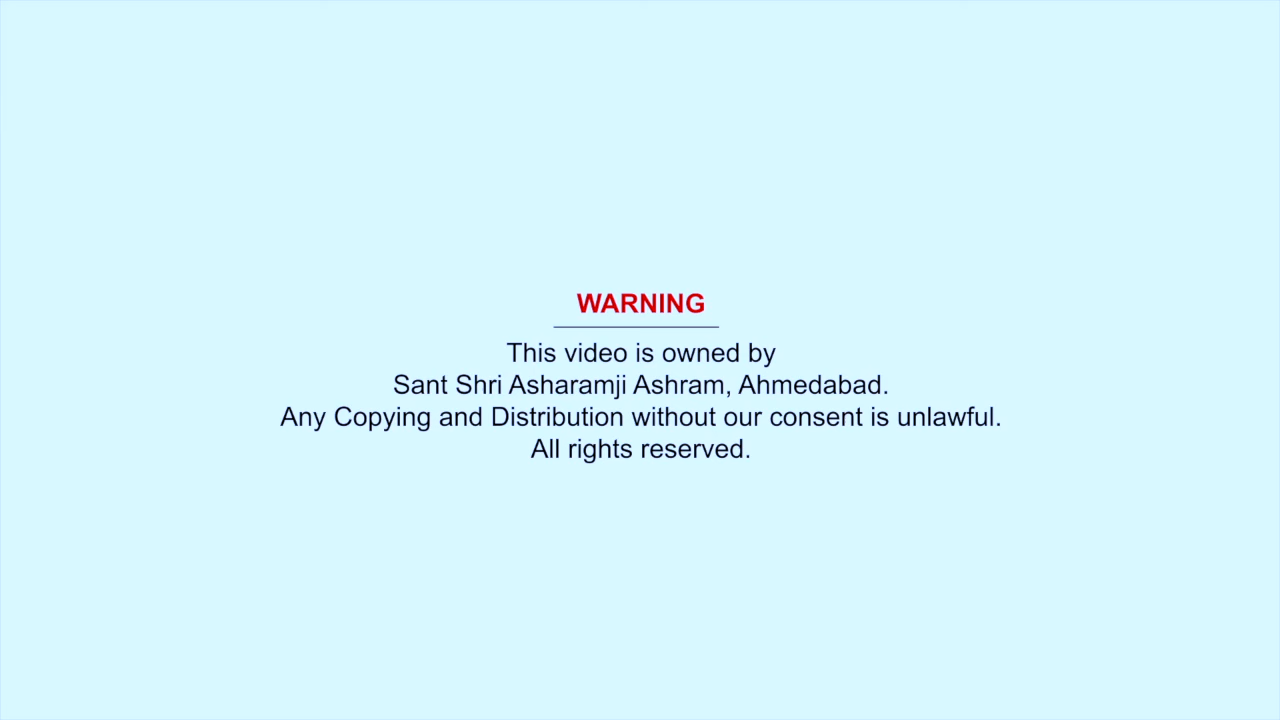 WARNING
This video is owned by
Sant Shri Asharamji Ashram, Ahmedabad.
Any Copying and Distribution without our consent is unlawful.
All rights reserved.